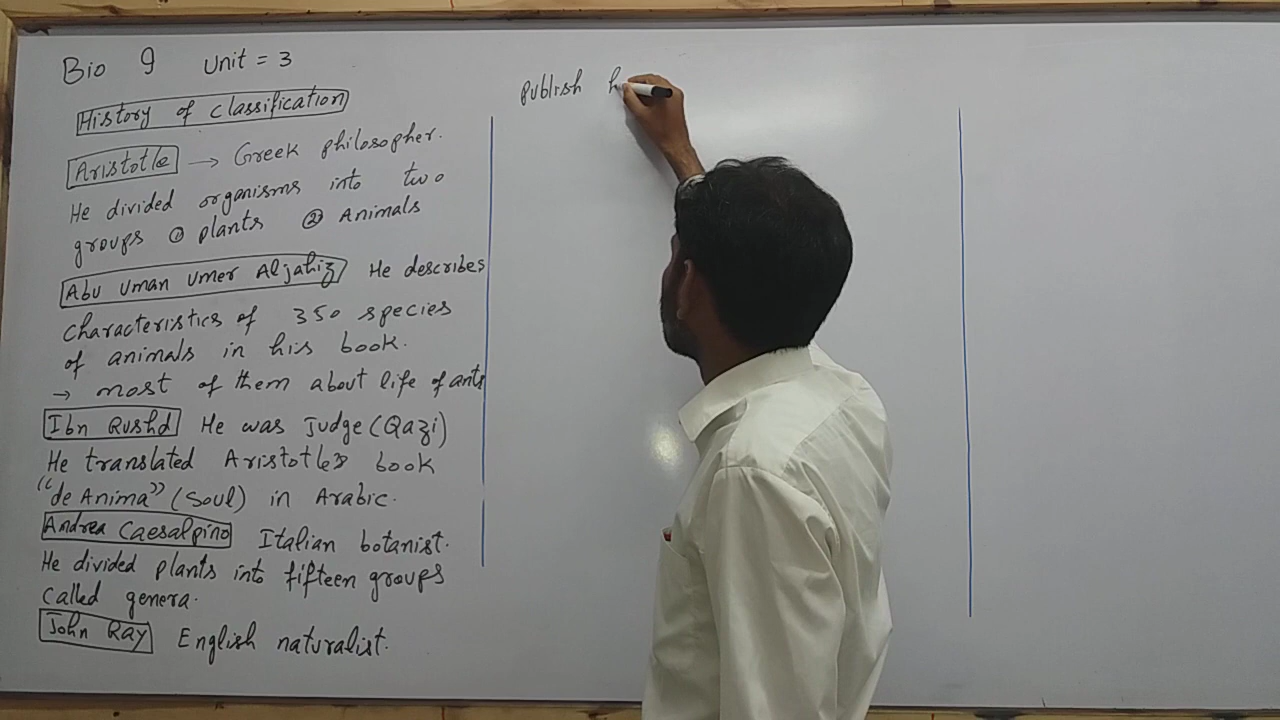 Bio 9 Unit = 3
History of classification
Aristotle → Greek philosopher.
He divided organisms into two
groups ① plants ② Animals
Abu Uman Umer Aljahiz He describes
characteristics of 350 species
of animals in his book.
→ most of them about life of ants
Ibn Rushd He was Judge (Qazi)
He translated Aristotle's book
"de Anima" (soul) in Arabic.
Andrea Caesalpino Italian botanist.
He divided plants into fifteen groups
called genera.
John Ray English naturalist.
publish h